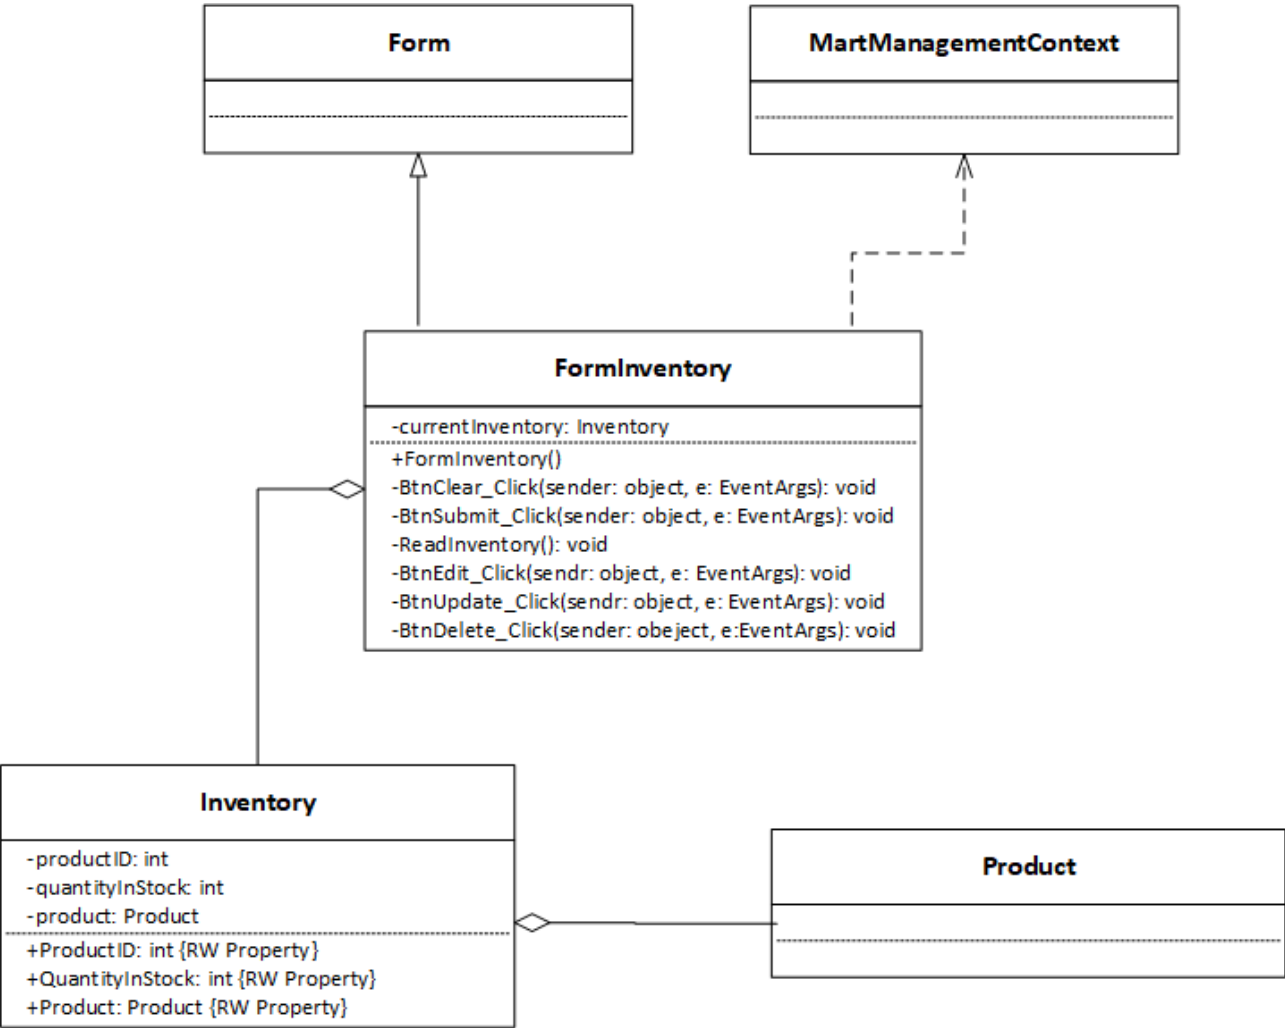 Form
MartManagementContext
FormInventory
-currentInventory: Inventory
+FormInventory()
-BtnClear_Click(sender: object, e: EventArgs): void
-BtnSubmit_Click(sender: object, e: EventArgs): void
-ReadInventory(): void
-BtnEdit_Click(sendr: object, e: EventArgs): void
-BtnUpdate_Click(sendr: object, e: EventArgs): void
-BtnDelete_Click(sender: obeject, e:EventArgs): void
Inventory
-productID: int
-quantityInStock: int
-product: Product
+ProductID: int {RW Property}
+QuantityInStock: int {RW Property}
+Product: Product {RW Property}
Product